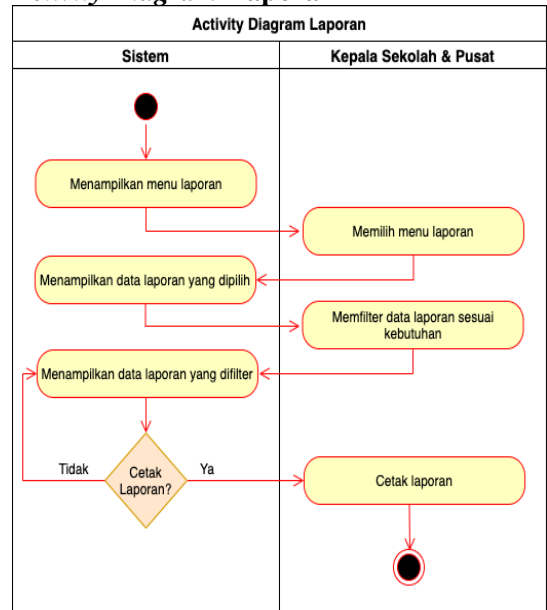 Activity Diagram Laporan
Sistem
Kepala Sekolah & Pusat
Menampilkan menu laporan
Memilih menu laporan
Menampilkan data laporan yang dipilih
Memfilter data laporan sesuai
kebutuhan
Menampilkan data laporan yang difilter
Tidak
Cetak
Laporan?
Ya
Cetak laporan